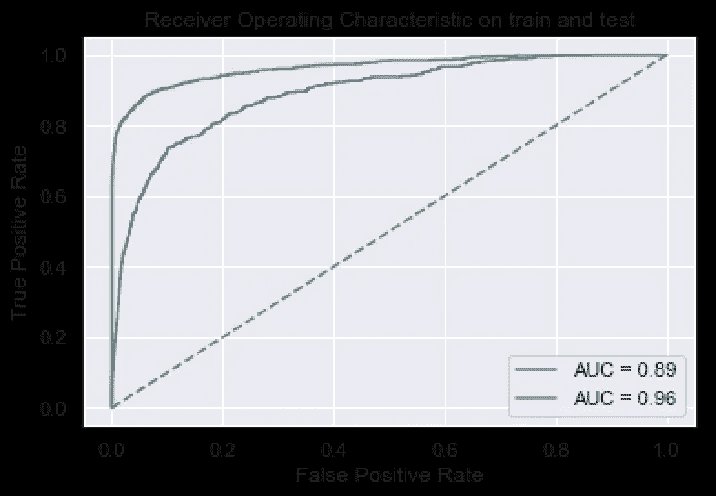 Receiver Operating Characteristic on train and test
True Positive Rate
1.0
0.8
0.6
0.4
0.2
0.0
AUC = 0.89
AUC = 0.96
0.0 0.2 0.4 0.6 0.8 1.0
False Positive Rate